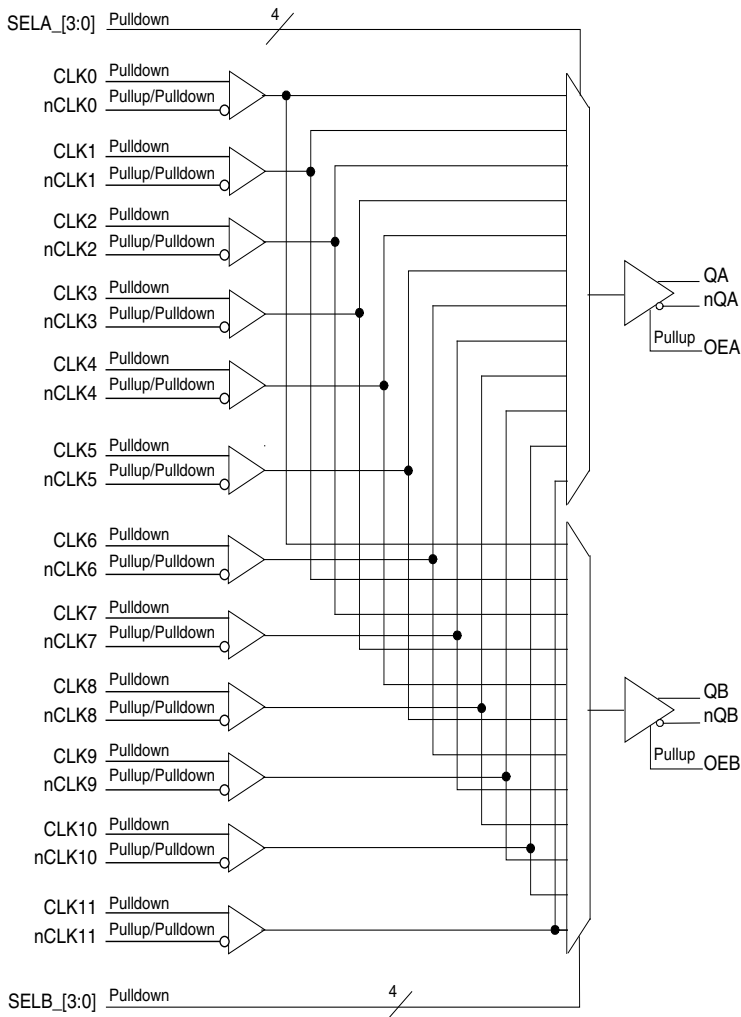 SELA_[3:0] Pulldown 4
CLK0 Pulldown
nCLK0 Pullup/Pulldown
CLK1 Pulldown
nCLK1 Pullup/Pulldown
CLK2 Pulldown
nCLK2 Pullup/Pulldown
CLK3 Pulldown
nCLK3 Pullup/Pulldown
CLK4 Pulldown
nCLK4 Pullup/Pulldown
CLK5 Pulldown
nCLK5 Pullup/Pulldown
CLK6 Pulldown
nCLK6 Pullup/Pulldown
CLK7 Pulldown
nCLK7 Pullup/Pulldown
CLK8 Pulldown
nCLK8 Pullup/Pulldown
CLK9 Pulldown
nCLK9 Pullup/Pulldown
CLK10 Pulldown
nCLK10 Pullup/Pulldown
CLK11 Pulldown
nCLK11 Pullup/Pulldown
SELB_[3:0] Pulldown 4
QA
nQA
Pullup OEA
QB
nQB
Pullup OEB